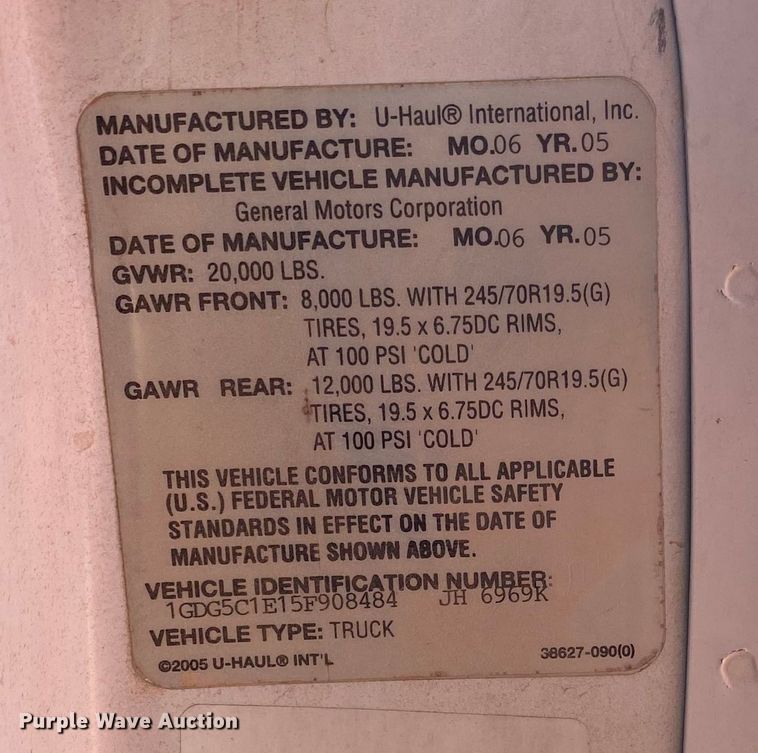 MANUFACTURED BY: U-Haul® International, Inc.
DATE OF MANUFACTURE: MO.06 YR.05
INCOMPLETE VEHICLE MANUFACTURED BY:
General Motors Corporation
DATE OF MANUFACTURE: MO.06 YR.05
GVWR: 20,000 LBS.
GAWR FRONT: 8,000 LBS. WITH 245/70R19.5(G)
TIRES, 19.5 x 6.75DC RIMS,
AT 100 PSI 'COLD'
GAWR REAR: 12,000 LBS. WITH 245/70R19.5(G)
TIRES, 19.5 x 6.75DC RIMS,
AT 100 PSI 'COLD'
THIS VEHICLE CONFORMS TO ALL APPLICABLE
(U.S.) FEDERAL MOTOR VEHICLE SAFETY
STANDARDS IN EFFECT ON THE DATE OF
MANUFACTURE SHOWN ABOVE.
VEHICLE IDENTIFICATION NUMBER:
1GDG5C1E15F908484 JH 6969K
VEHICLE TYPE: TRUCK
©2005 U-HAUL® INT'L 38627-090(0)
Purple Wave Auction